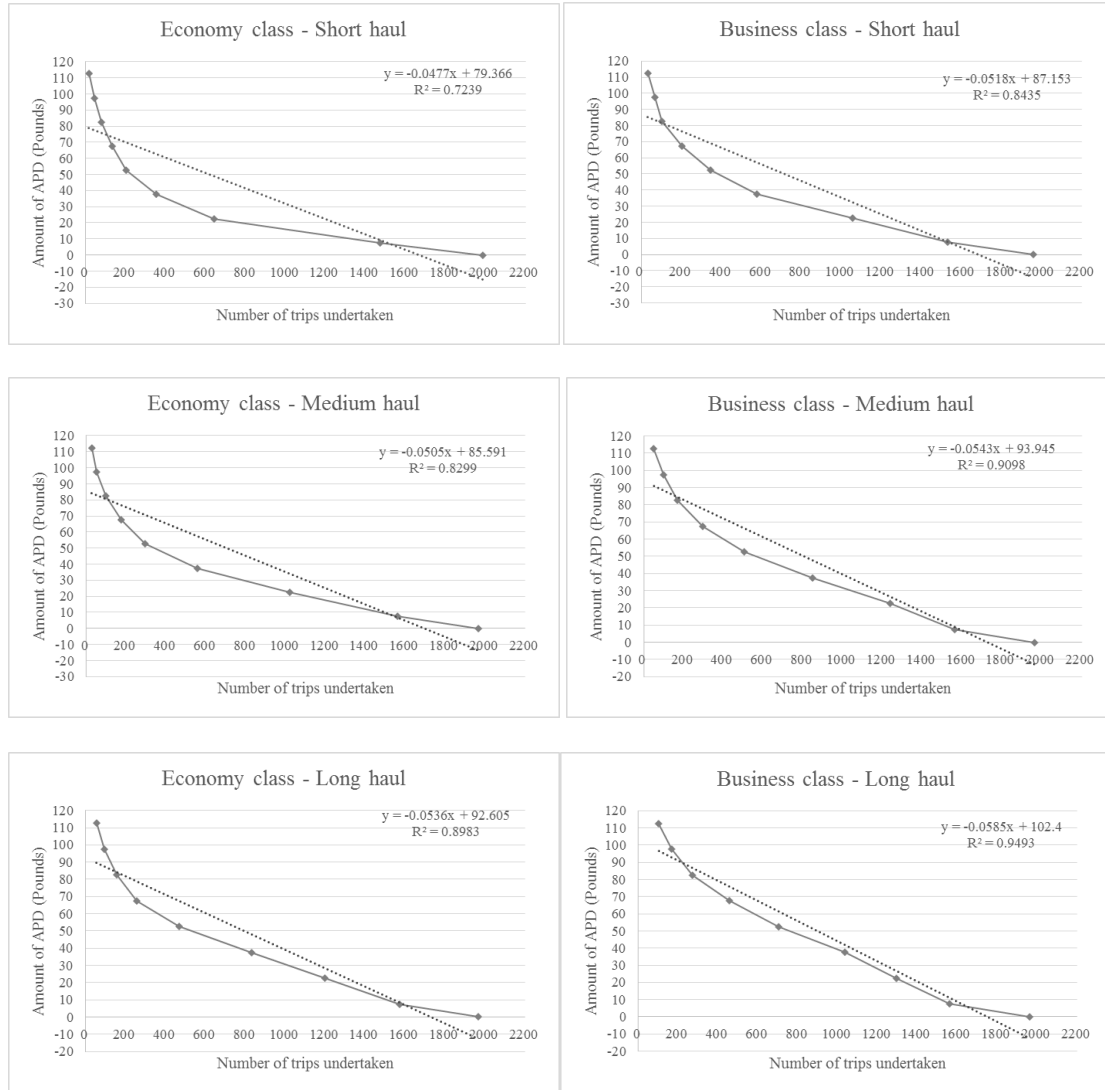 Economy class - Short haul
y = -0.0477x + 79.366
R² = 0.7239
Amount of APD (Pounds)
120
110
100
90
80
70
60
50
40
30
20
10
0
-10
-20
-30
0 200 400 600 800 1000 1200 1400 1600 1800 2000 2200
Number of trips undertaken
Business class - Short haul
y = -0.0518x + 87.153
R² = 0.8435
Amount of APD (Pounds)
120
110
100
90
80
70
60
50
40
30
20
10
0
-10
-20
-30
0 200 400 600 800 1000 1200 1400 1600 1800 2000 2200
Number of trips undertaken
Economy class - Medium haul
y = -0.0505x + 85.591
R² = 0.8299
Amount of APD (Pounds)
120
110
100
90
80
70
60
50
40
30
20
10
0
-10
-20
-30
0 200 400 600 800 1000 1200 1400 1600 1800 2000 2200
Number of trips undertaken
Business class - Medium haul
y = -0.0543x + 93.945
R² = 0.9098
Amount of APD (Pounds)
120
110
100
90
80
70
60
50
40
30
20
10
0
-10
-20
0 200 400 600 800 1000 1200 1400 1600 1800 2000 2200
Number of trips undertaken
Economy class - Long haul
y = -0.0536x + 92.605
R² = 0.8983
Amount of APD (Pounds)
120
110
100
90
80
70
60
50
40
30
20
10
0
-10
-20
0 200 400 600 800 1000 1200 1400 1600 1800 2000 2200
Number of trips undertaken
Business class - Long haul
y = -0.0585x + 102.4
R² = 0.9493
Amount of APD (Pounds)
120
110
100
90
80
70
60
50
40
30
20
10
0
-10
-20
0 200 400 600 800 1000 1200 1400 1600 1800 2000 2200
Number of trips undertaken